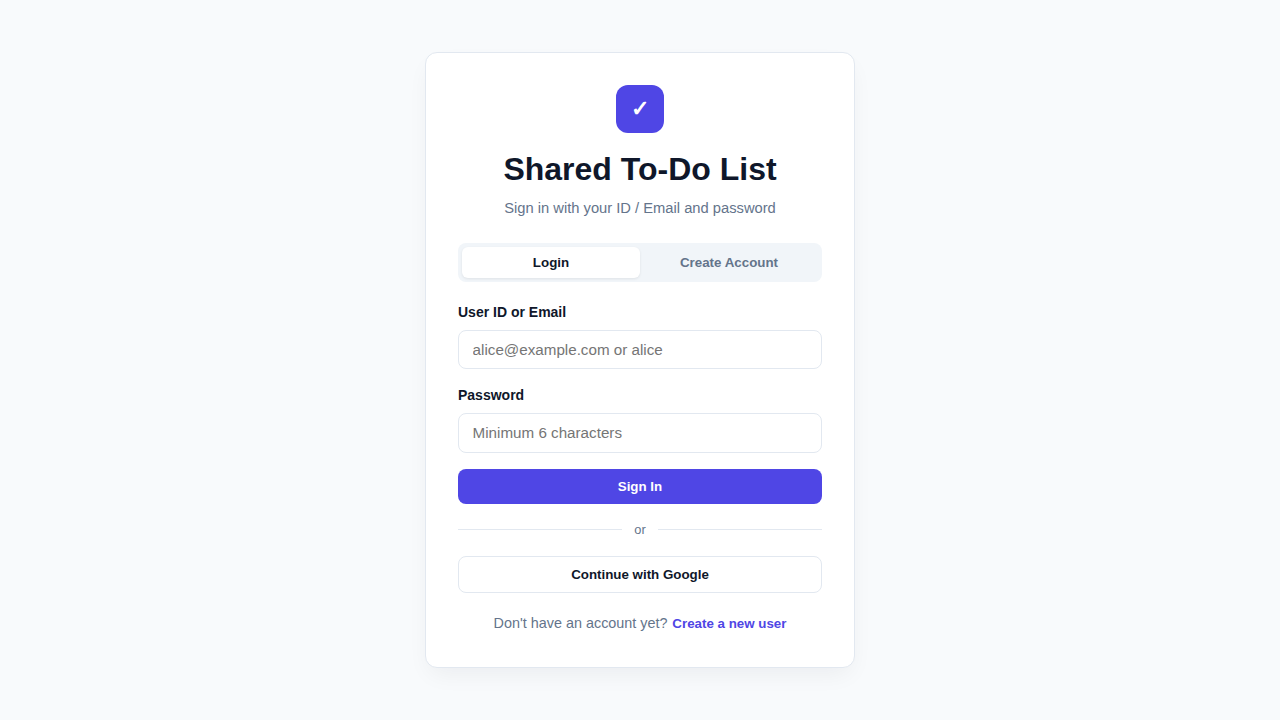 ✓
Shared To-Do List
Sign in with your ID / Email and password
Login
Create Account
User ID or Email
alice@example.com or alice
Password
Minimum 6 characters
Sign In
or
Continue with Google
Don't have an account yet? Create a new user